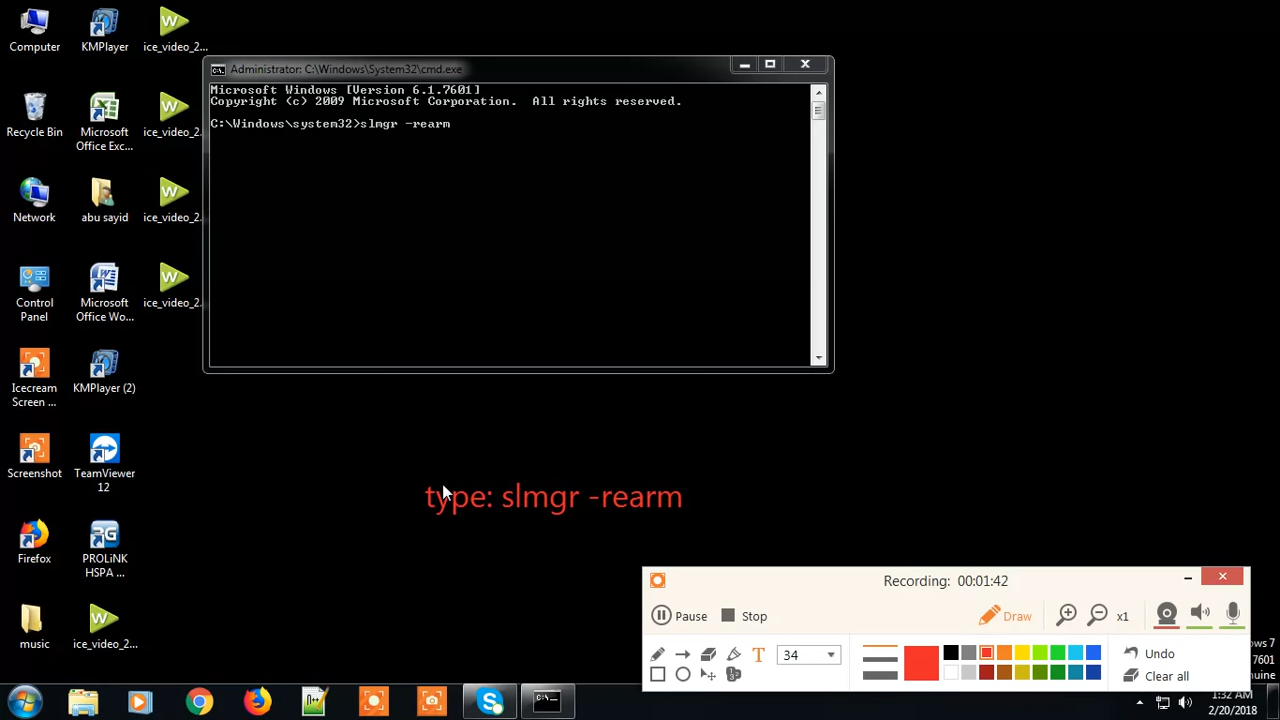 Computer
KMPlayer
ice_video_2...
Recycle Bin
Microsoft
Office Exc...
ice_video_2...
Network
abu sayid
ice_video_2...
Control
Panel
Microsoft
Office Wo...
ice_video_2...
Icecream
Screen ...
KMPlayer (2)
Screenshot
TeamViewer
12
Firefox
PROLiNK
HSPA ...
music
ice_video_2...
Administrator: C:\Windows\System32\cmd.exe
Microsoft Windows [Version 6.1.7601]
Copyright (c) 2009 Microsoft Corporation.  All rights reserved.
C:\Windows\system32>slmgr -rearm
type: slmgr -rearm
Recording: 00:01:42
Pause
Stop
Draw
x1
T
34
Undo
Clear all
7
7601
1:32 AM
2/20/2018